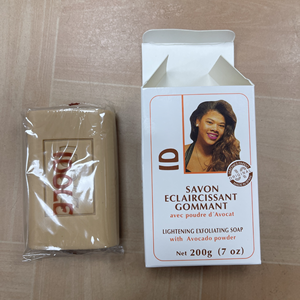 ID
SAVON
ECLAIRCISSANT
GOMMANT
avec poudre d'Avocat
LIGHTENING EXFOLIATING SOAP
with Avocado powder
Net 200g (7 oz)